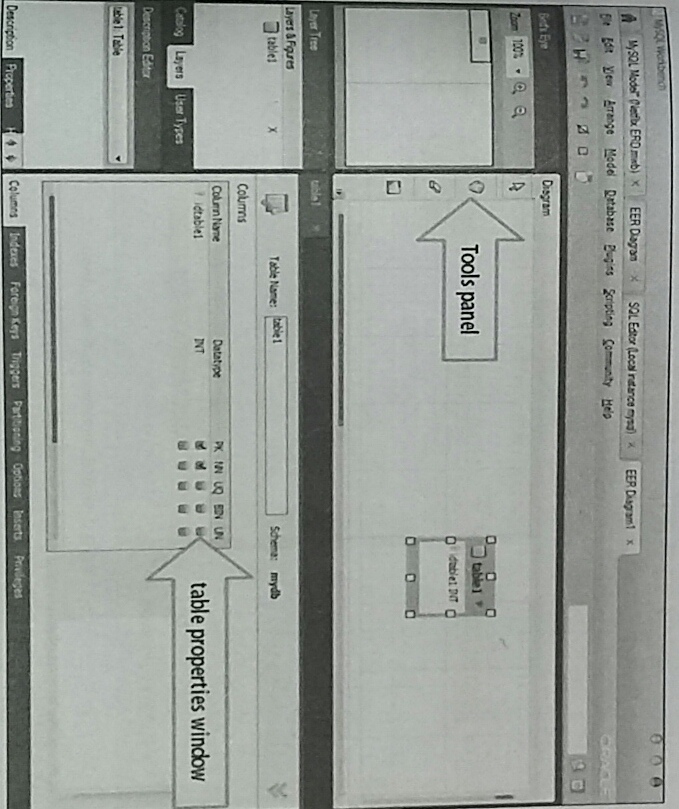 MySQL Workbench
MySQL Model* (Netflix ERD.mwb) X EER Diagram X SQL Editor (Local instance mysql) X EER Diagram1 X
File Edit View Arrange Model Database Plugins Scripting Community Help
Bird's Eye
Zoom: 100%
Diagram
Tools panel
table1
idtable1 INT
Layer Tree
Layers & Figures
table1 X
Catalog Layers User Types
Description Editor
table1: Table
Description Properties H
table1 X
Table Name: table1 Schema: mydb
Columns
Column Name Datatype PK NN UQ BIN UN
idtable1 INT
table properties window
Columns Indexes Foreign Keys Triggers Partitioning Options Inserts Privileges